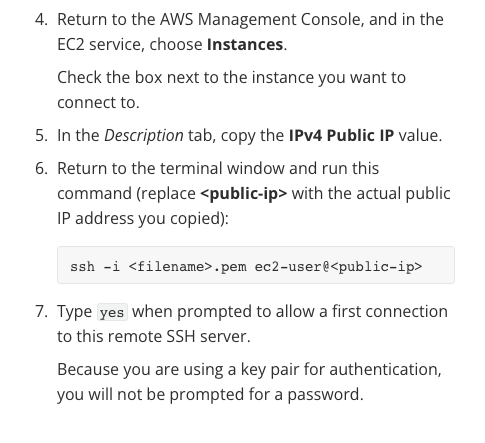 4. Return to the AWS Management Console, and in the
EC2 service, choose Instances.
Check the box next to the instance you want to
connect to.
5. In the Description tab, copy the IPv4 Public IP value.
6. Return to the terminal window and run this
command (replace <public-ip> with the actual public
IP address you copied):
ssh -i <filename>.pem ec2-user@<public-ip>
7. Type yes when prompted to allow a first connection
to this remote SSH server.
Because you are using a key pair for authentication,
you will not be prompted for a password.